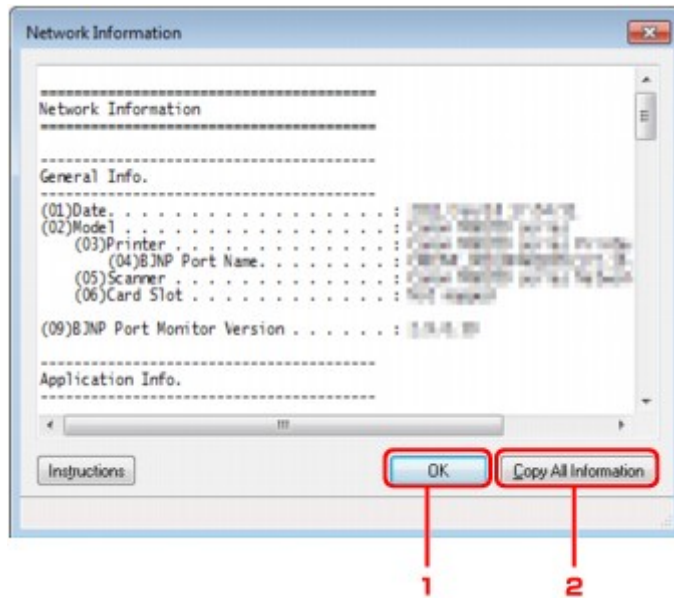 Network Information
========================================
Network Information
========================================
----------------------------------------
General Info.
----------------------------------------
(01)Date. . . . . . . . . . . . . . . . . :
(02)Model . . . . . . . . . . . . . . . . :
(03)Printer . . . . . . . . . . . . . :
(04)BJNP Port Name. . . . . . . . :
(05)Scanner . . . . . . . . . . . . . :
(06)Card Slot . . . . . . . . . . . . :
(09)BJNP Port Monitor Version . . . . . . :
----------------------------------------
Application Info.
----------------------------------------
Instructions
OK
Copy All Information
1
2